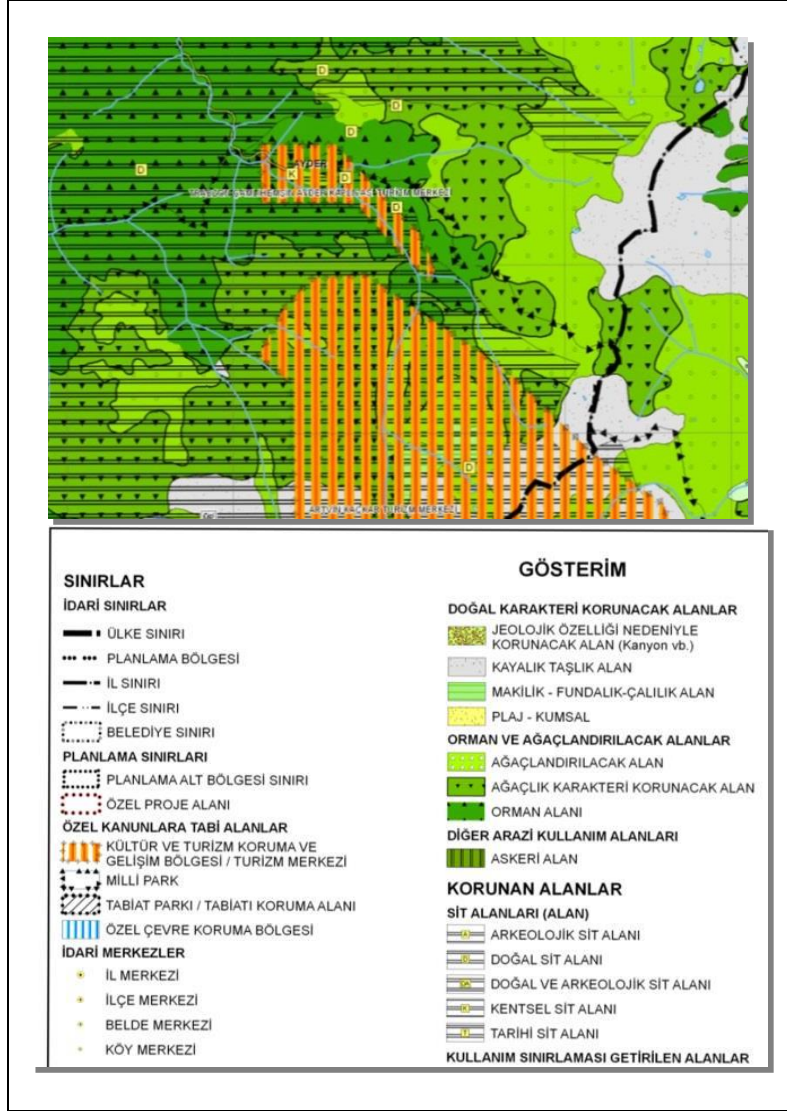 D
D
D
D
AYDER
K
D
D
D
ARTVİN KAÇKAR TURİZM MERKEZİ
SINIRLAR
İDARİ SINIRLAR
ÜLKE SINIRI
PLANLAMA BÖLGESİ
İL SINIRI
İLÇE SINIRI
BELEDİYE SINIRI
PLANLAMA SINIRLARI
PLANLAMA ALT BÖLGESİ SINIRI
ÖZEL PROJE ALANI
ÖZEL KANUNLARA TABİ ALANLAR
KÜLTÜR VE TURİZM KORUMA VE
GELİŞİM BÖLGESİ / TURİZM MERKEZİ
MİLLİ PARK
TABİAT PARKI / TABİATI KORUMA ALANI
ÖZEL ÇEVRE KORUMA BÖLGESİ
İDARİ MERKEZLER
İL MERKEZİ
İLÇE MERKEZİ
BELDE MERKEZİ
KÖY MERKEZİ
GÖSTERİM
DOĞAL KARAKTERİ KORUNACAK ALANLAR
JEOLOJİK ÖZELLİĞİ NEDENİYLE
KORUNACAK ALAN (Kanyon vb.)
KAYALIK TAŞLIK ALAN
MAKİLİK - FUNDALIK-ÇALILIK ALAN
PLAJ - KUMSAL
ORMAN VE AĞAÇLANDIRILACAK ALANLAR
AĞAÇLANDIRILACAK ALAN
AĞAÇLIK KARAKTERİ KORUNACAK ALAN
ORMAN ALANI
DİĞER ARAZİ KULLANIM ALANLARI
ASKERİ ALAN
KORUNAN ALANLAR
SİT ALANLARI (ALAN)
A ARKEOLOJİK SİT ALANI
D DOĞAL SİT ALANI
DOĞAL VE ARKEOLOJİK SİT ALANI
K KENTSEL SİT ALANI
T TARİHİ SİT ALANI
KULLANIM SINIRLAMASI GETİRİLEN ALANLAR